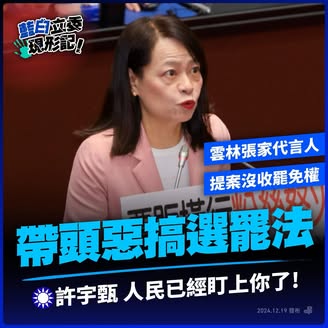 藍白立委
現形記!
雲林張家代言人
提案沒收罷免權
帶頭惡搞選罷法
許宇甄 人民已經盯上你了!
2024.12.19 發布